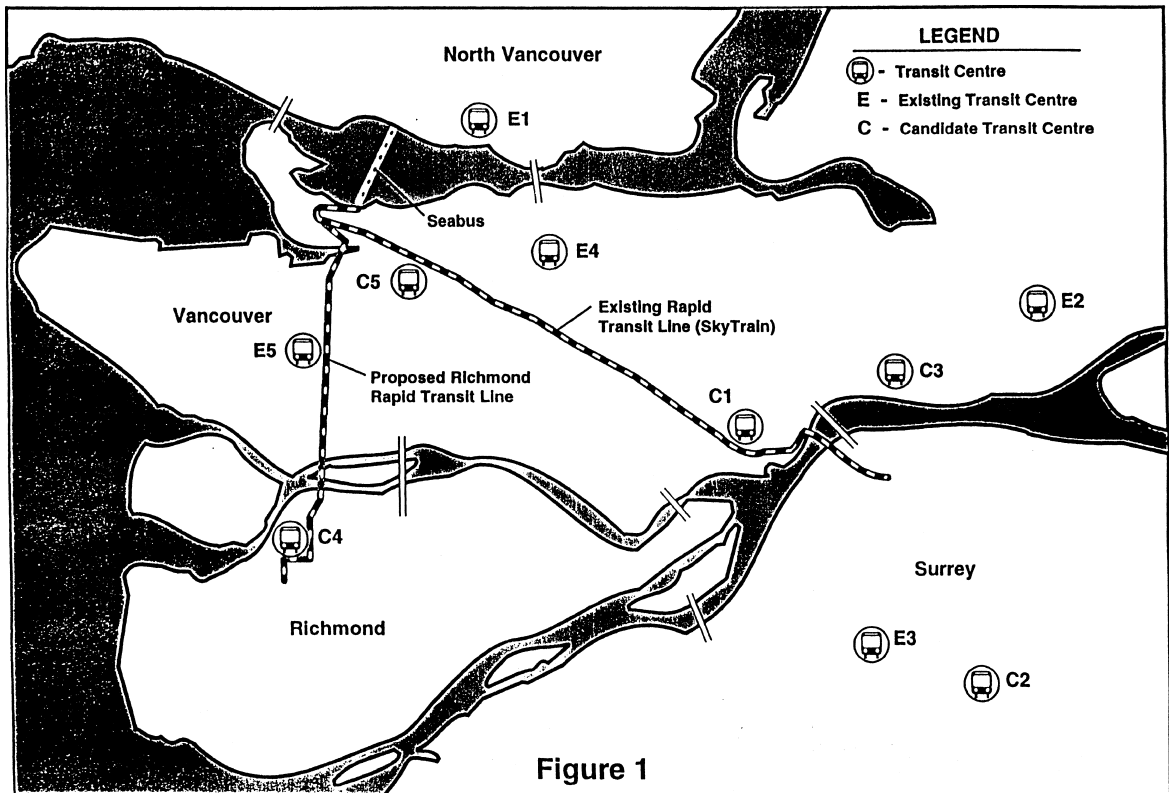 North Vancouver
LEGEND
- Transit Centre
E - Existing Transit Centre
C - Candidate Transit Centre
E1
Seabus
E4
C5
E2
Vancouver
Existing Rapid
Transit Line (SkyTrain)
E5
C3
Proposed Richmond
Rapid Transit Line
C1
C4
Surrey
Richmond
E3
C2
Figure 1